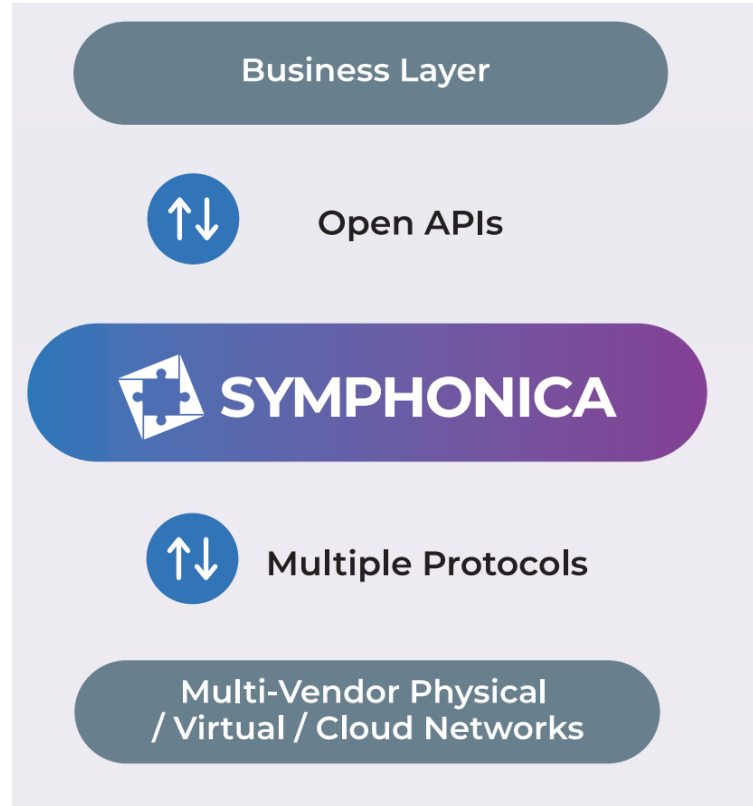 Business Layer
Open APIs
SYMPHONICA
Multiple Protocols
Multi-Vendor Physical
/ Virtual / Cloud Networks